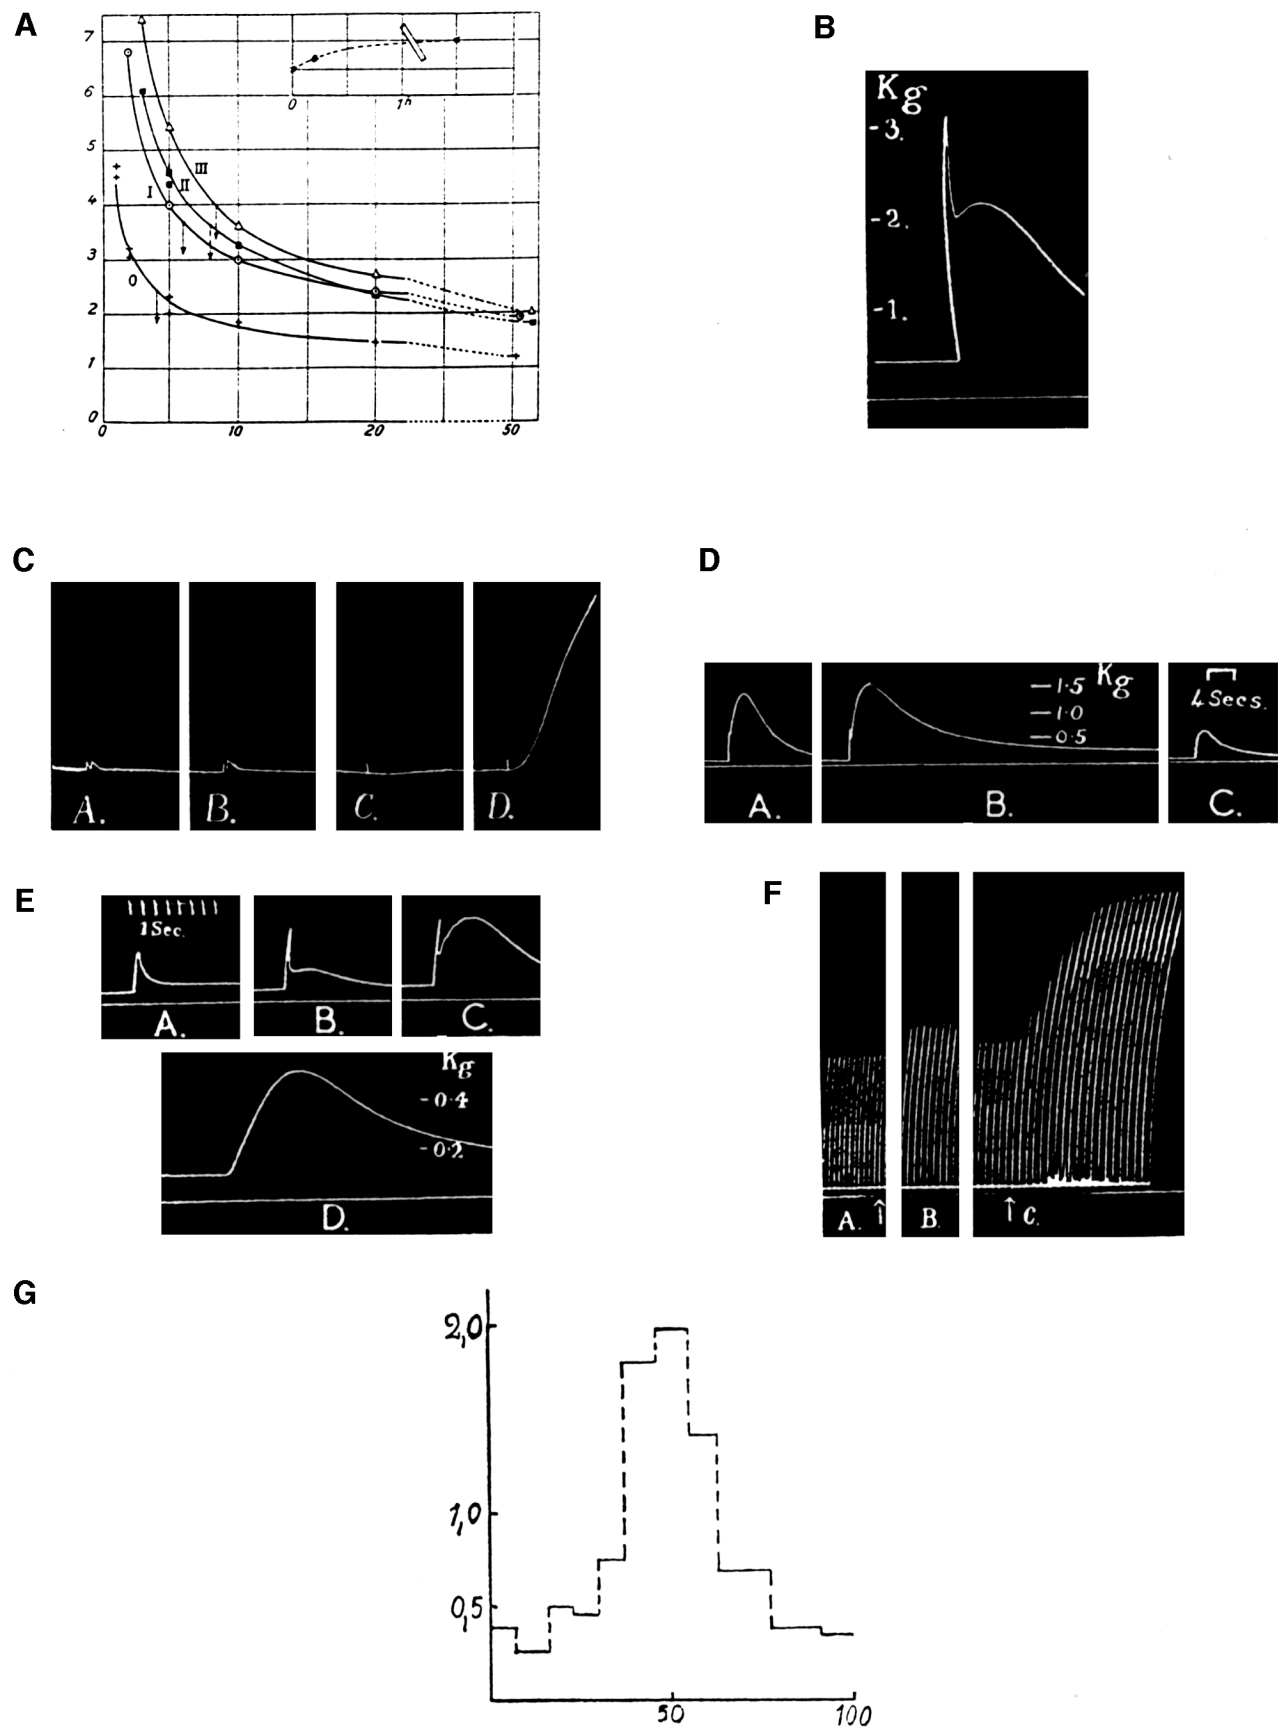 A
7
6
5
4
3
2
1
0
0 10 20 50
0 1h
I II III
0
B
Kg
-3.
-2.
-1.
C
A. B. C. D.
D
A.
Kg
1·5
1·0
0·5
B.
4 Secs.
C.
E
1 Sec.
A. B. C.
Kg
-0·4
-0·2
D.
F
A. ↑ B. ↑ C.
G
2,0
1,0
0,5
50 100